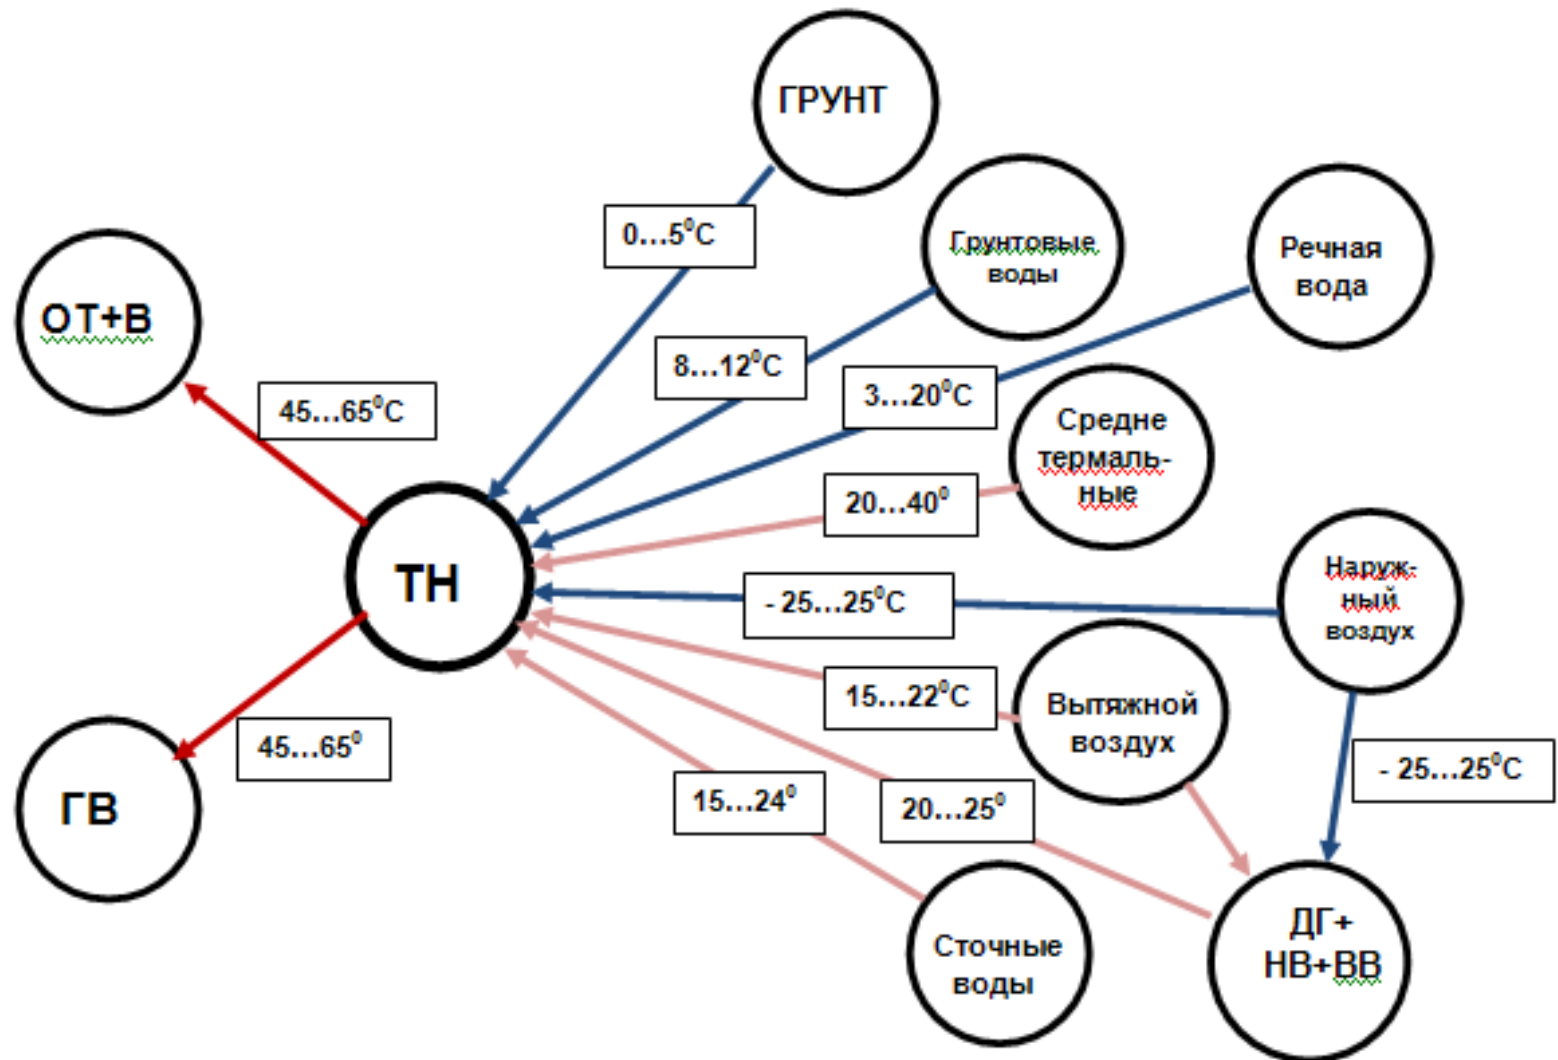 ГРУНТ
0...5⁰С
Грунтовые
воды
Речная
вода
ОТ+В
8...12⁰С
3...20⁰С
45...65⁰С
Средне
термаль-
ные
20...40⁰
ТН
- 25...25⁰С
Наруж-
ный
воздух
15...22⁰С
Вытяжной
воздух
45...65⁰
- 25...25⁰С
ГВ
15...24⁰
20...25⁰
Сточные
воды
ДГ+
НВ+ВВ